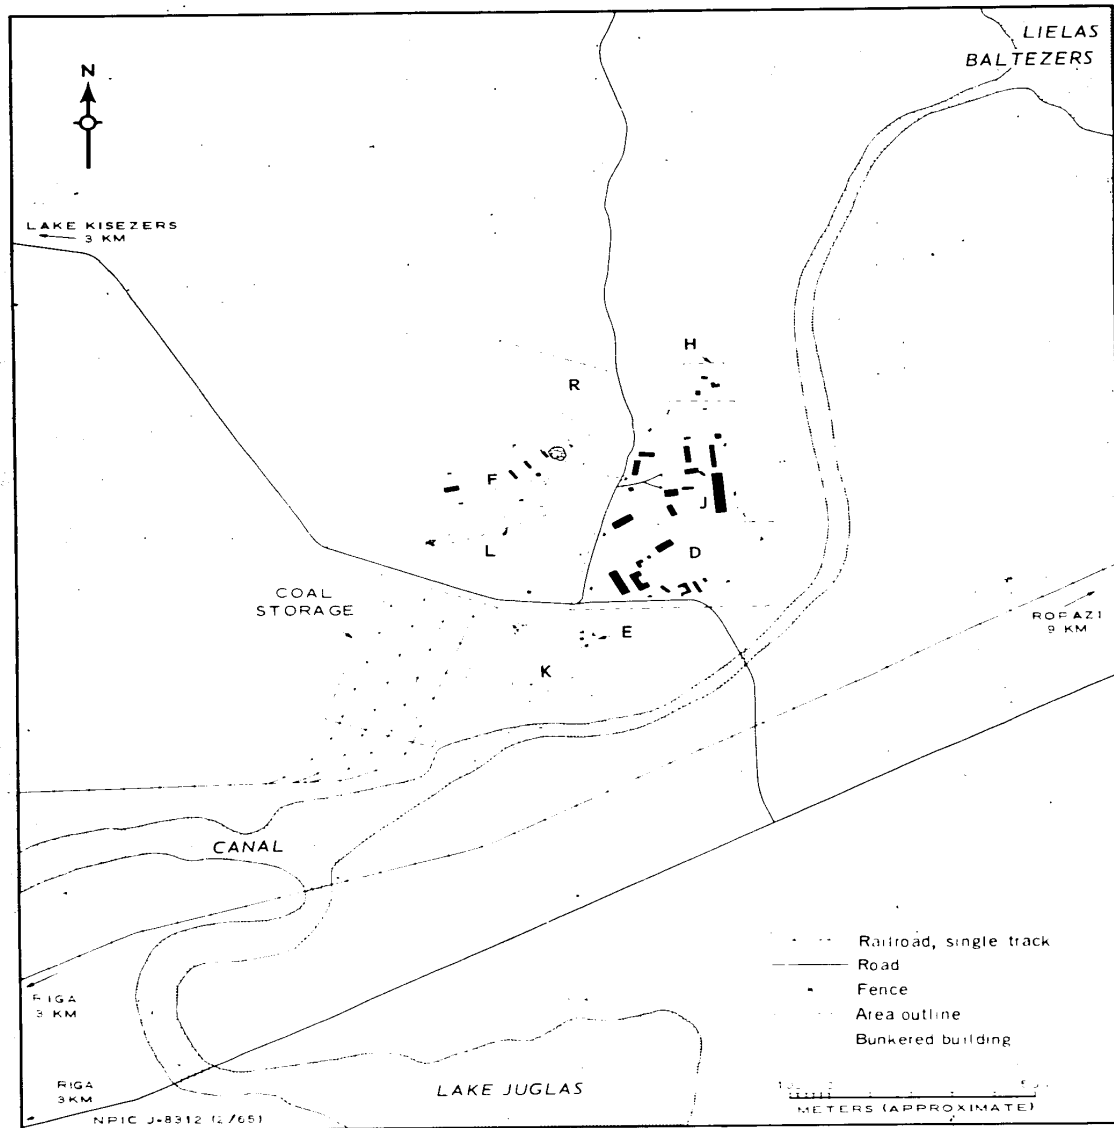 LIELAS
BALTEZERS
N
LAKE KISEZERS
3 KM
H
R
F
J
L
D
COAL
STORAGE
ROPAZI
9 KM
E
K
CANAL
Railroad, single track
Road
Fence
Area outline
Bunkered building
RIGA
3 KM
RIGA
3 KM
LAKE JUGLAS
METERS (APPROXIMATE)
NPIC J-8312 (2/65)